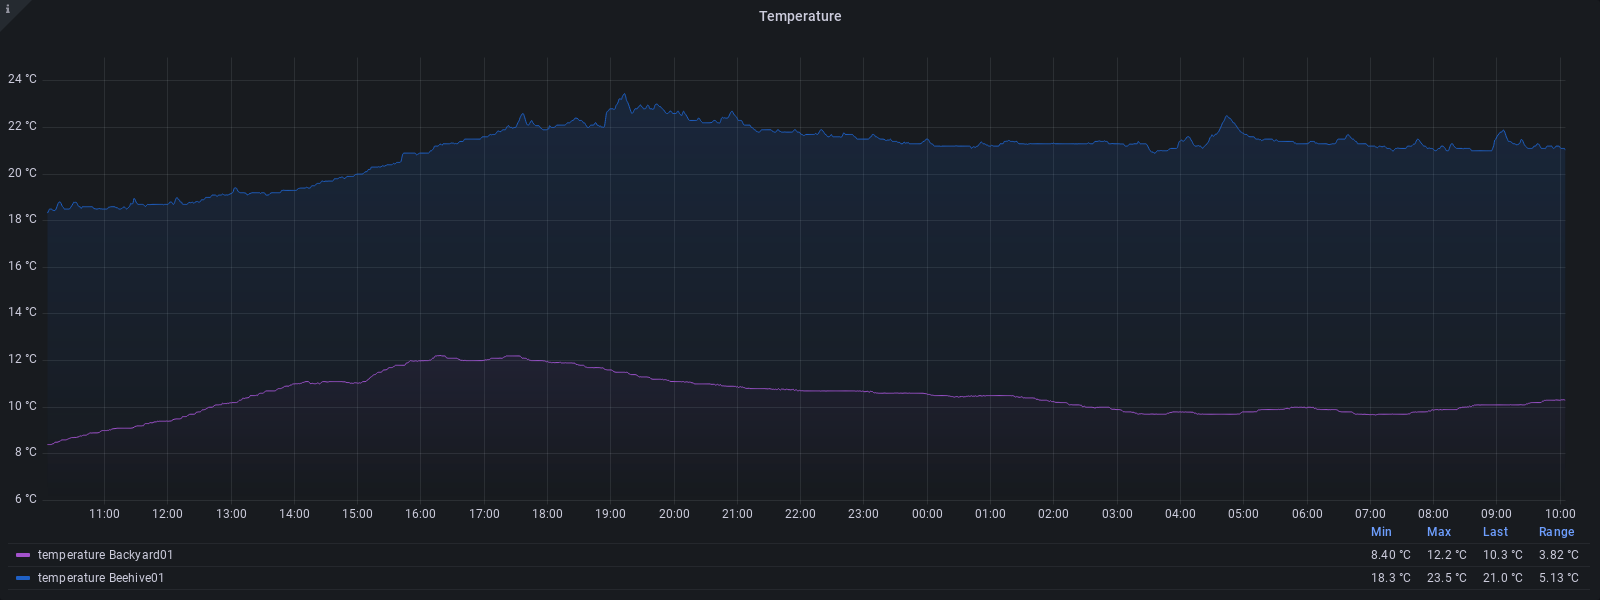 i
Temperature
24 °C
22 °C
20 °C
18 °C
16 °C
14 °C
12 °C
10 °C
8 °C
6 °C
11:00 12:00 13:00 14:00 15:00 16:00 17:00 18:00 19:00 20:00 21:00 22:00 23:00 00:00 01:00 02:00 03:00 04:00 05:00 06:00 07:00 08:00 09:00 10:00
Min Max Last Range
temperature Backyard01 8.40 °C 12.2 °C 10.3 °C 3.82 °C
temperature Beehive01 18.3 °C 23.5 °C 21.0 °C 5.13 °C